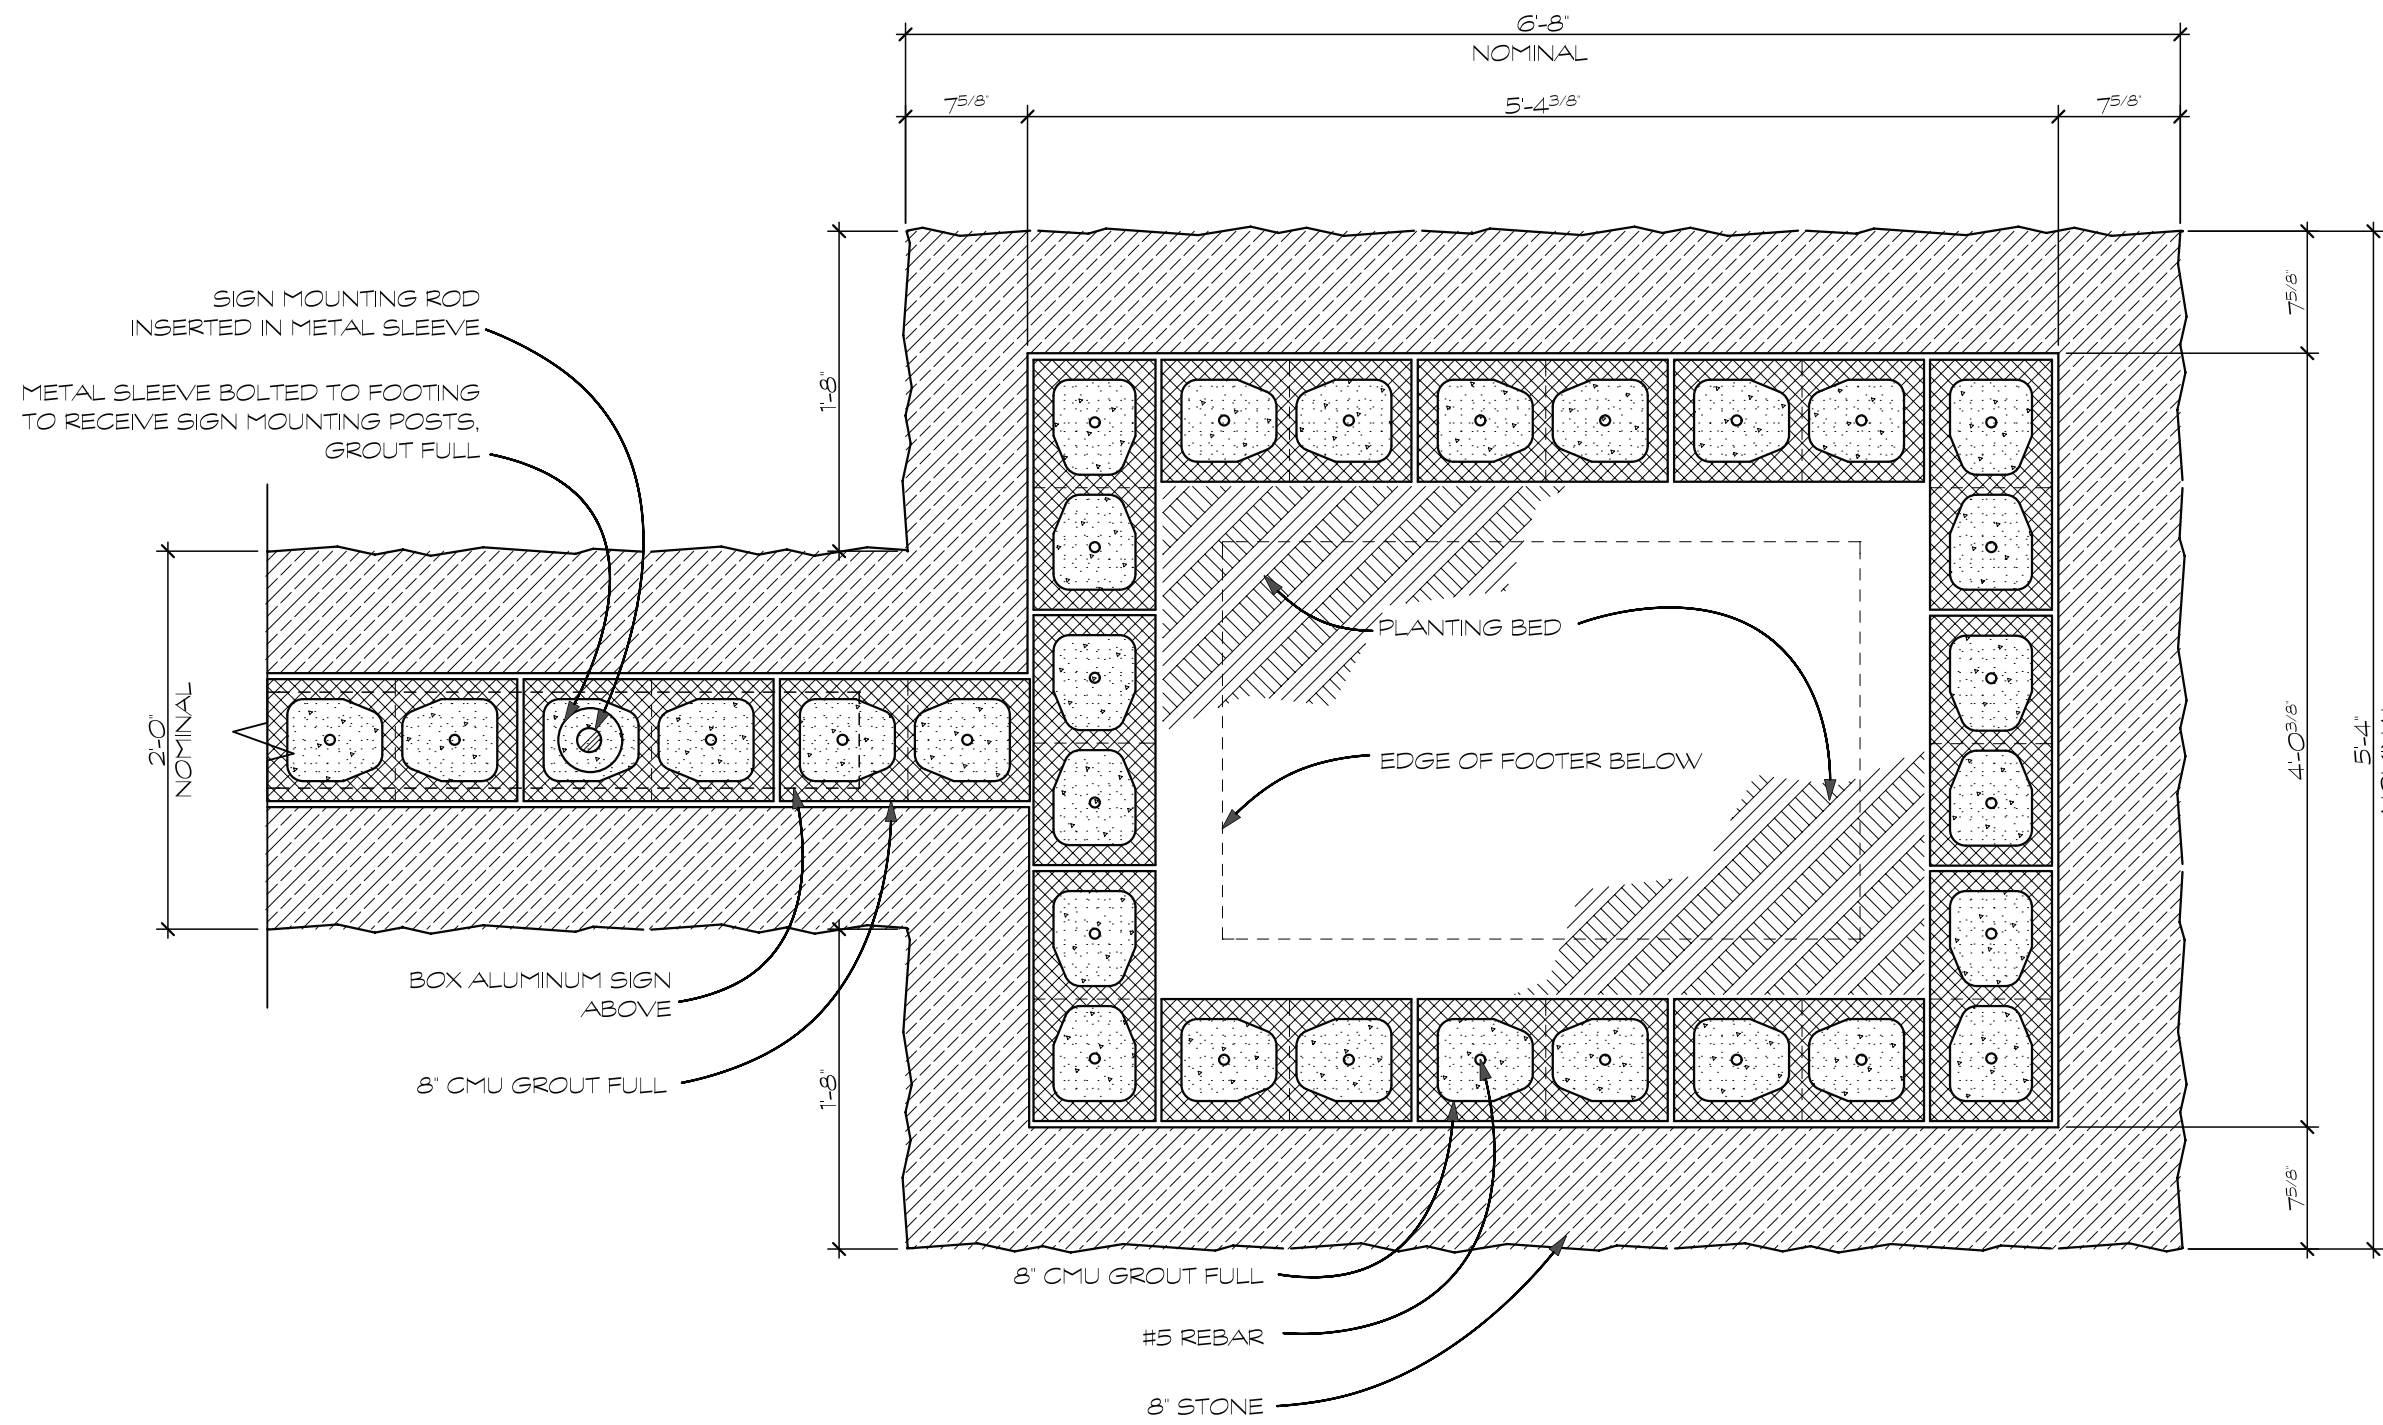 6'-8"
NOMINAL
7 5/8"
5'-4 3/8"
7 5/8"
SIGN MOUNTING ROD
INSERTED IN METAL SLEEVE
METAL SLEEVE BOLTED TO FOOTING
TO RECEIVE SIGN MOUNTING POSTS,
GROUT FULL
1'-8"
7 5/8"
PLANTING BED
2'-0"
NOMINAL
EDGE OF FOOTER BELOW
4'-0 3/8"
5'-4"
BOX ALUMINUM SIGN
ABOVE
8" CMU GROUT FULL
1'-8"
7 5/8"
8" CMU GROUT FULL
#5 REBAR
8" STONE